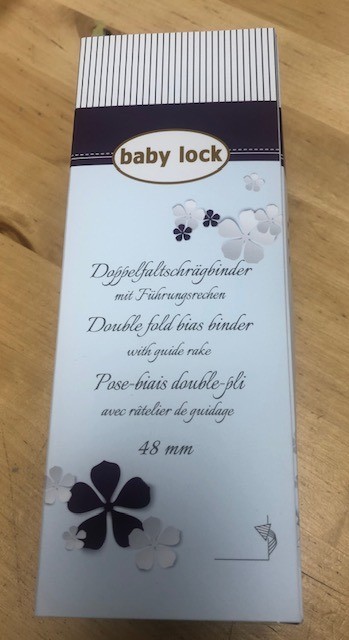 baby lock
Doppelfaltschrägbinder
mit Führungsrechen
Double fold bias binder
with guide rake
Pose-biais double-pli
avec râtelier de guidage
48 mm